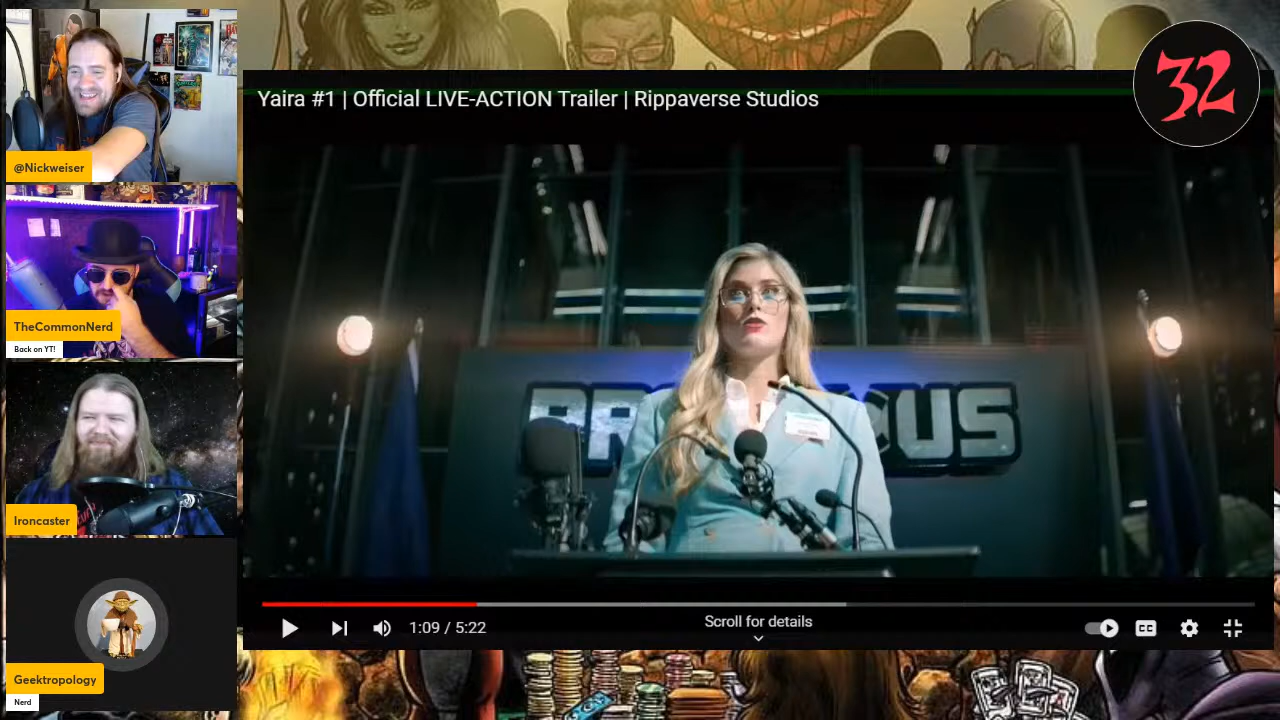 @Nickweiser
TheCommonNerd
Back on YT!
Ironcaster
Geektropology
Nerd
Yaira #1 | Official LIVE-ACTION Trailer | Rippaverse Studios
32
1:09 / 5:22
Scroll for details
CC